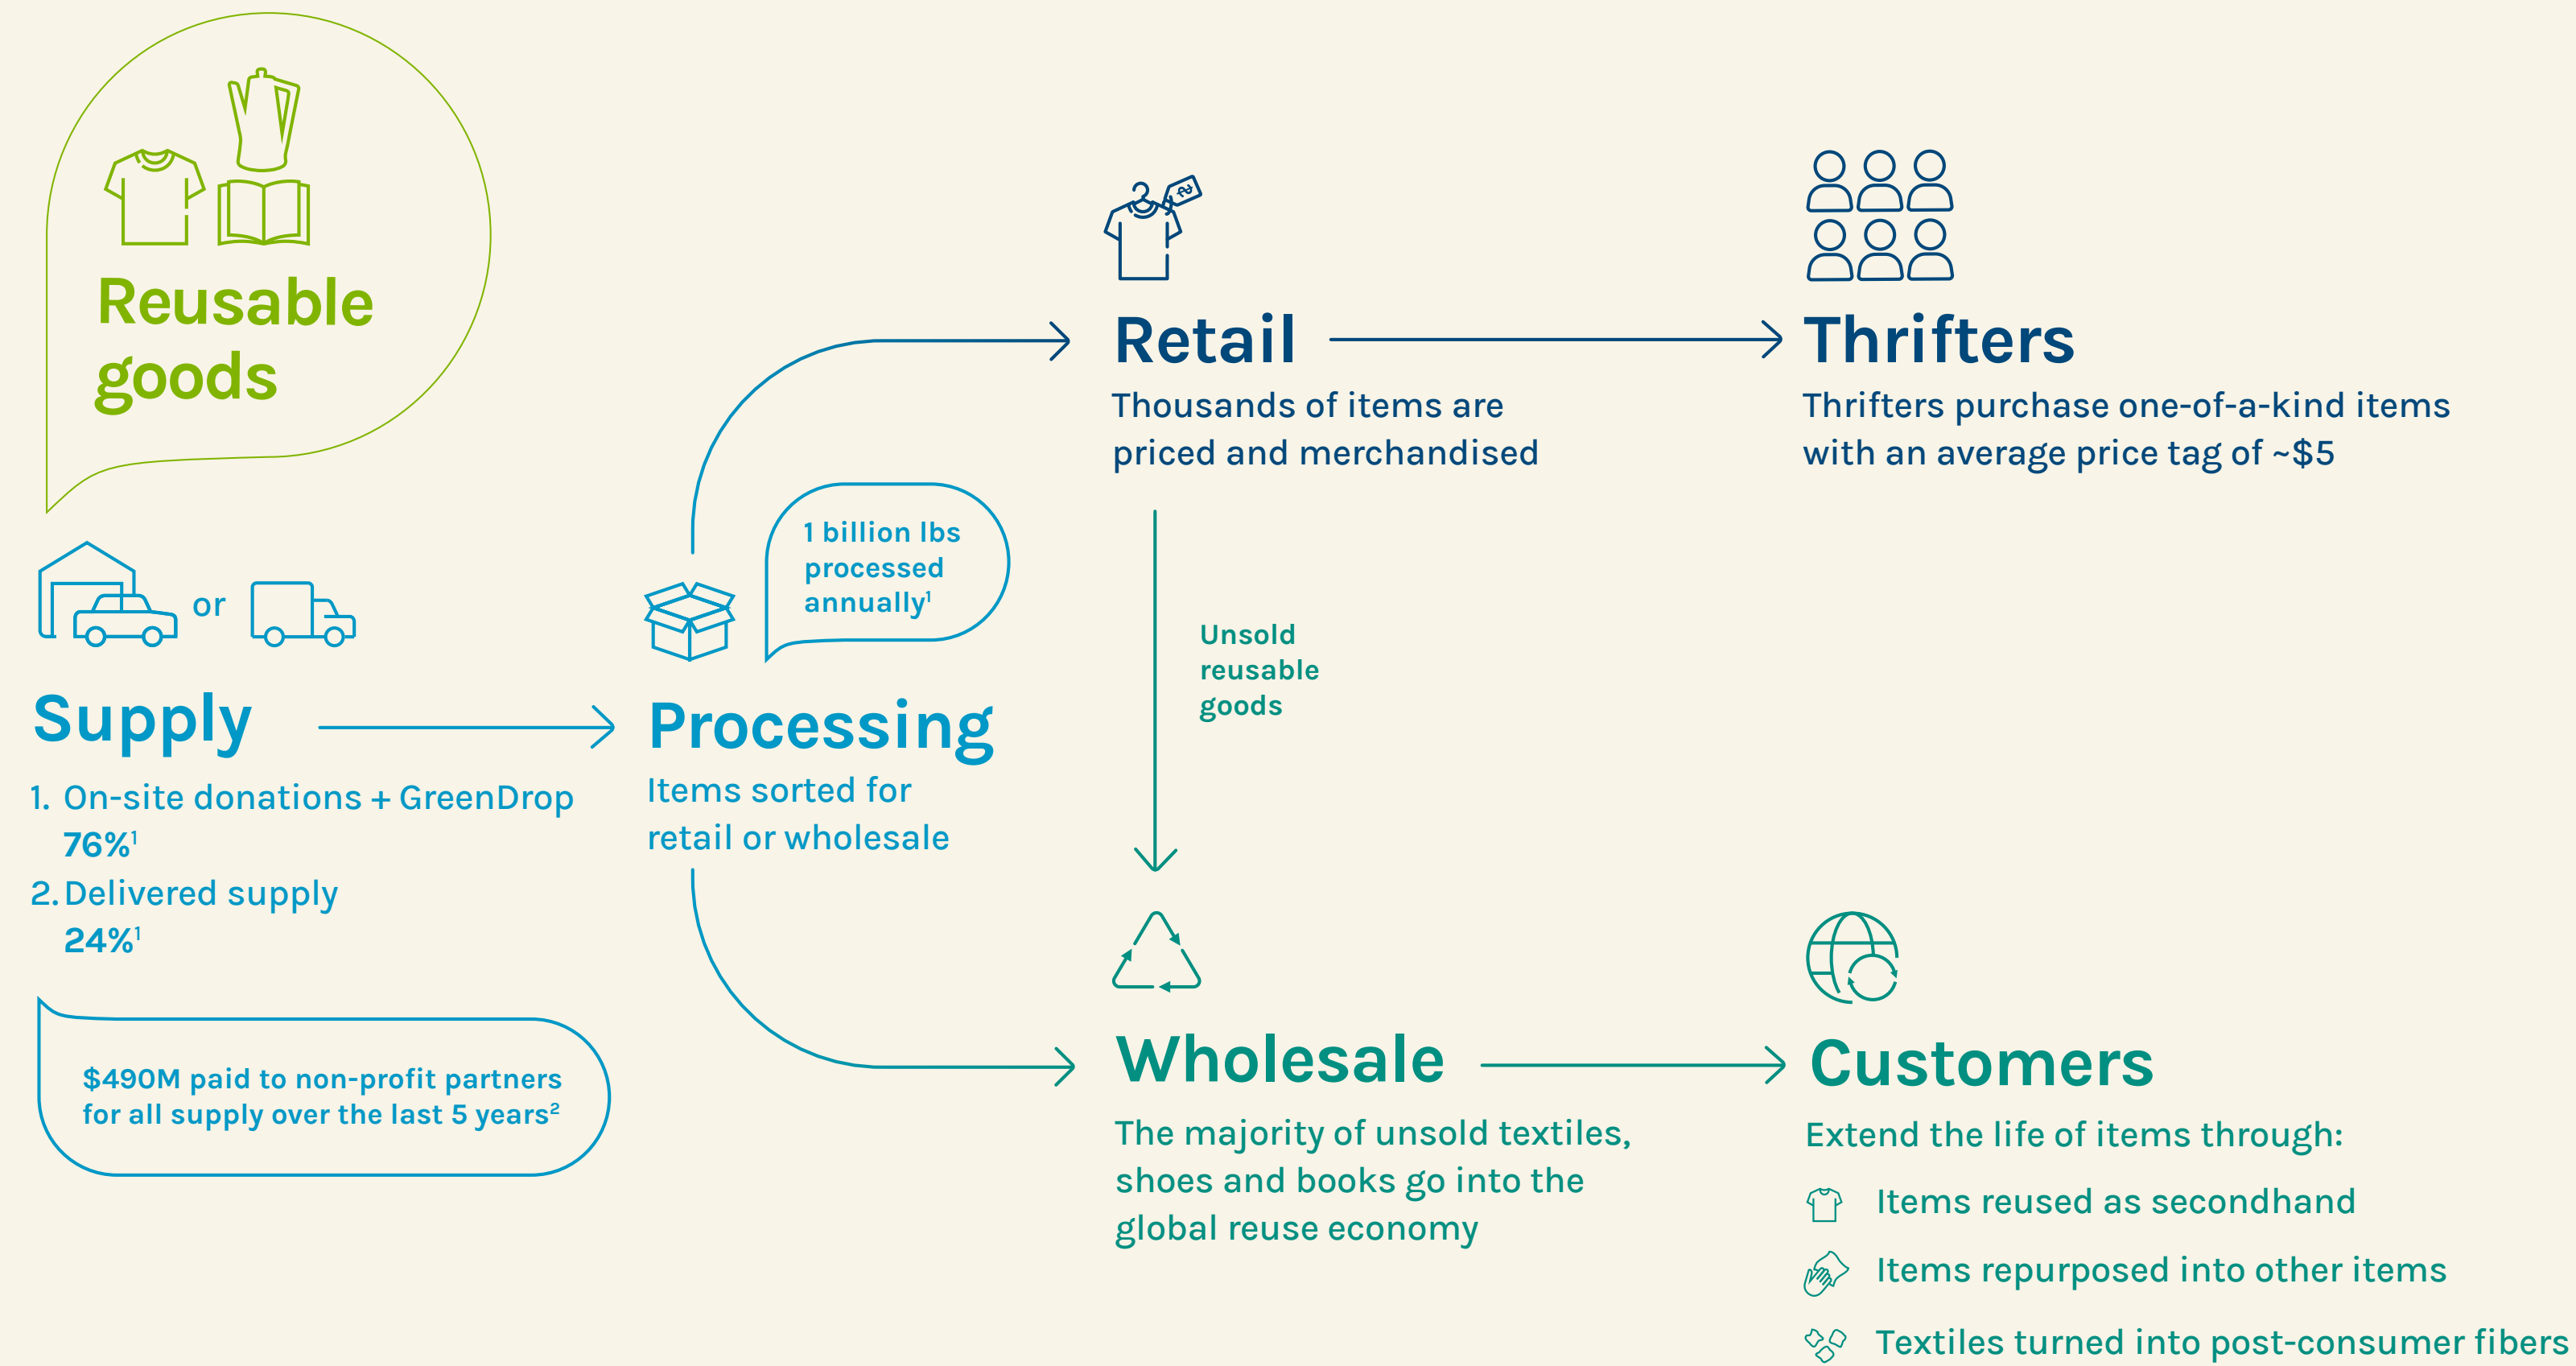 Reusable
goods
or
Supply
1. On-site donations + GreenDrop
76%¹
2. Delivered supply
24%¹
$490M paid to non-profit partners
for all supply over the last 5 years²
1 billion lbs
processed
annually¹
Processing
Items sorted for
retail or wholesale
Retail
Thousands of items are
priced and merchandised
Thrifters
Thrifters purchase one-of-a-kind items
with an average price tag of ~$5
Unsold
reusable
goods
Wholesale
The majority of unsold textiles,
shoes and books go into the
global reuse economy
Customers
Extend the life of items through:
Items reused as secondhand
Items repurposed into other items
Textiles turned into post-consumer fibers